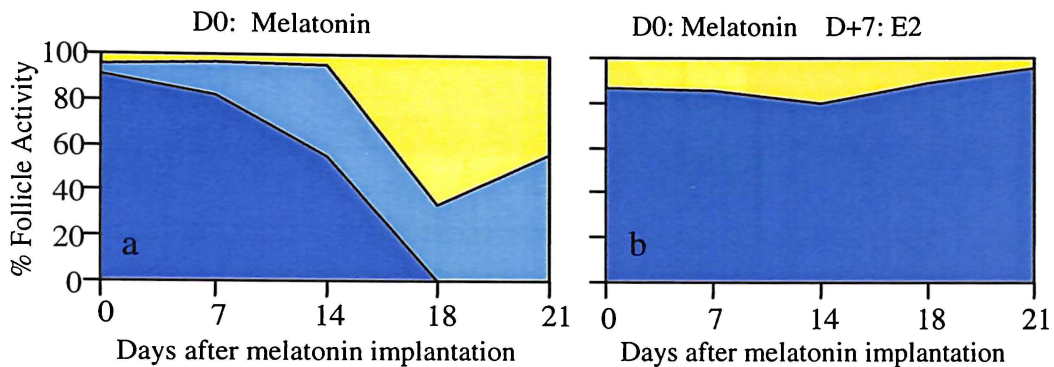 D0: Melatonin
D0: Melatonin D+7: E2
% Follicle Activity
100
80
60
40
20
0
a
b
0 7 14 18 21
0 7 14 18 21
Days after melatonin implantation
Days after melatonin implantation